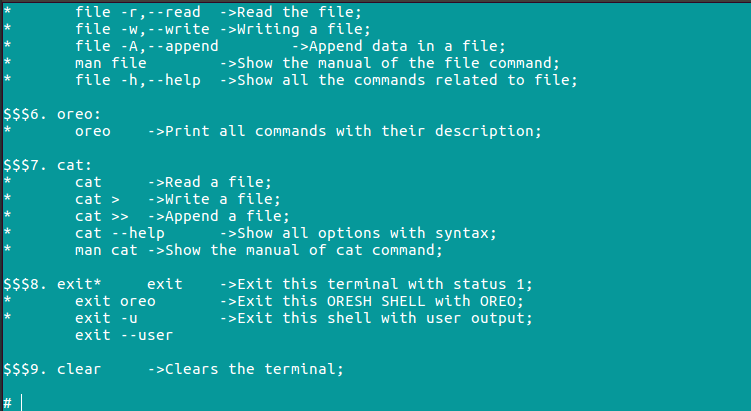 *       file -r,--read  ->Read the file;
*       file -w,--write ->Writing a file;
*       file -A,--append        ->Append data in a file;
*       man file        ->Show the manual of the file command;
*       file -h,--help  ->Show all the commands related to file;
$$$6. oreo:
*       oreo    ->Print all commands with their description;
$$$7. cat:
*       cat     ->Read a file;
*       cat >   ->Write a file;
*       cat >>  ->Append a file;
*       cat --help      ->Show all options with syntax;
*       man cat ->Show the manual of cat command;
$$$8. exit*     exit    ->Exit this terminal with status 1;
*       exit oreo       ->Exit this ORESH SHELL with OREO;
*       exit -u         ->Exit this shell with user output;
        exit --user
$$$9. clear     ->Clears the terminal;
#